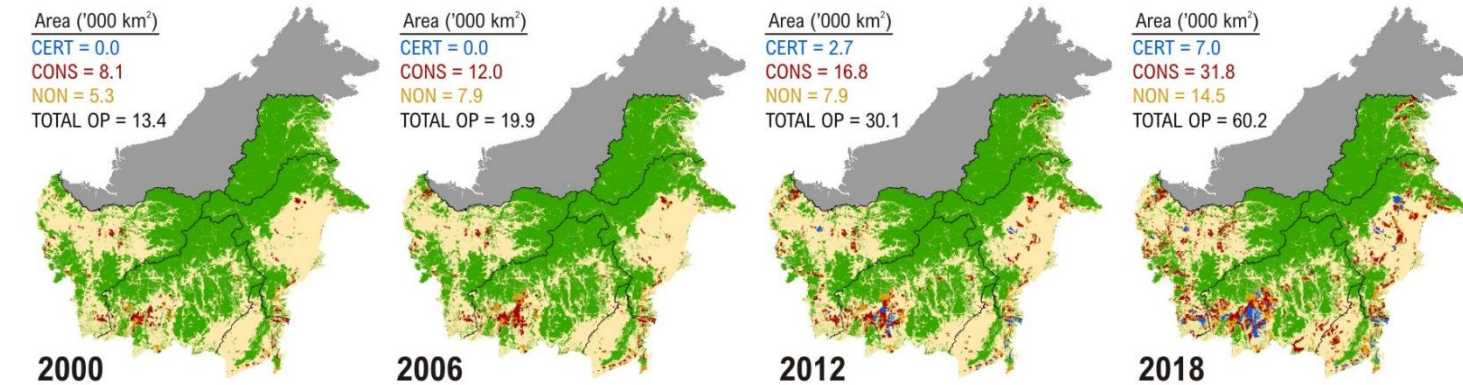 Area ('000 km²)
CERT = 0.0
CONS = 8.1
NON = 5.3
TOTAL OP = 13.4
2000
Area ('000 km²)
CERT = 0.0
CONS = 12.0
NON = 7.9
TOTAL OP = 19.9
2006
Area ('000 km²)
CERT = 2.7
CONS = 16.8
NON = 7.9
TOTAL OP = 30.1
2012
Area ('000 km²)
CERT = 7.0
CONS = 31.8
NON = 14.5
TOTAL OP = 60.2
2018